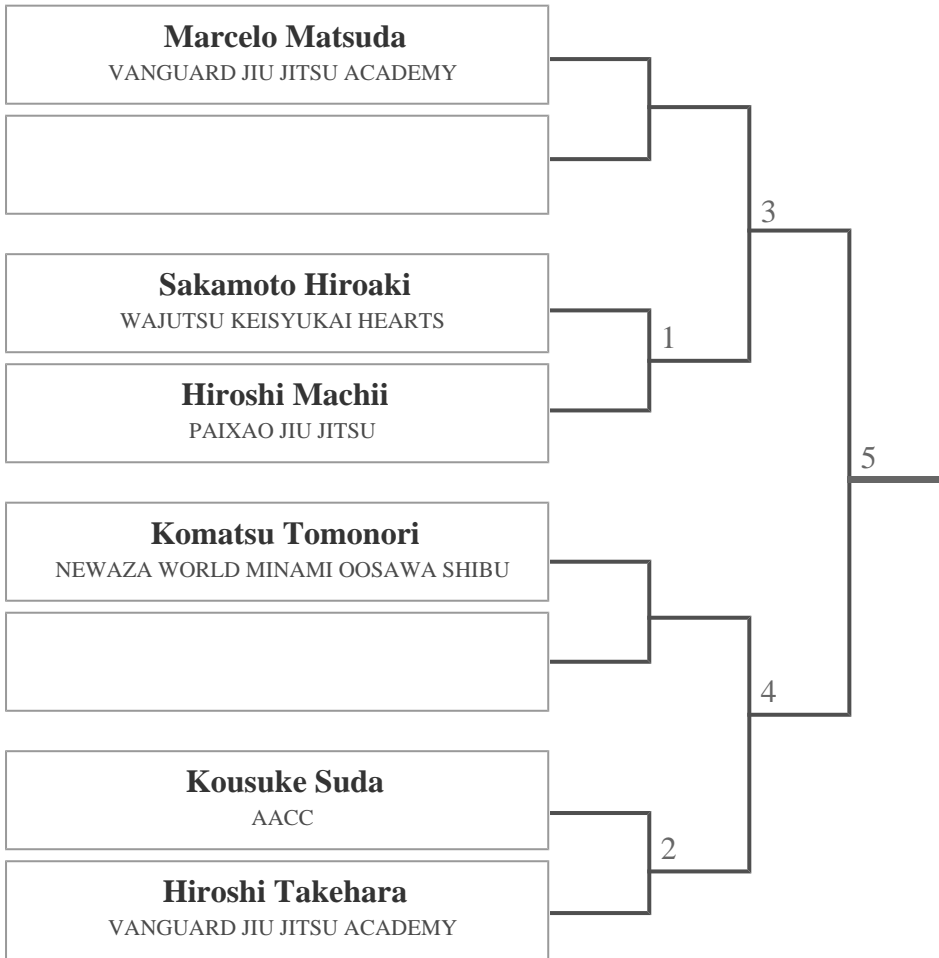 Marcelo Matsuda
VANGUARD JIU JITSU ACADEMY
3
Sakamoto Hiroaki
WAJUTSU KEISYUKAI HEARTS
1
Hiroshi Machii
PAIXAO JIU JITSU
5
Komatsu Tomonori
NEWAZA WORLD MINAMI OOSAWA SHIBU
4
Kousuke Suda
AACC
2
Hiroshi Takehara
VANGUARD JIU JITSU ACADEMY